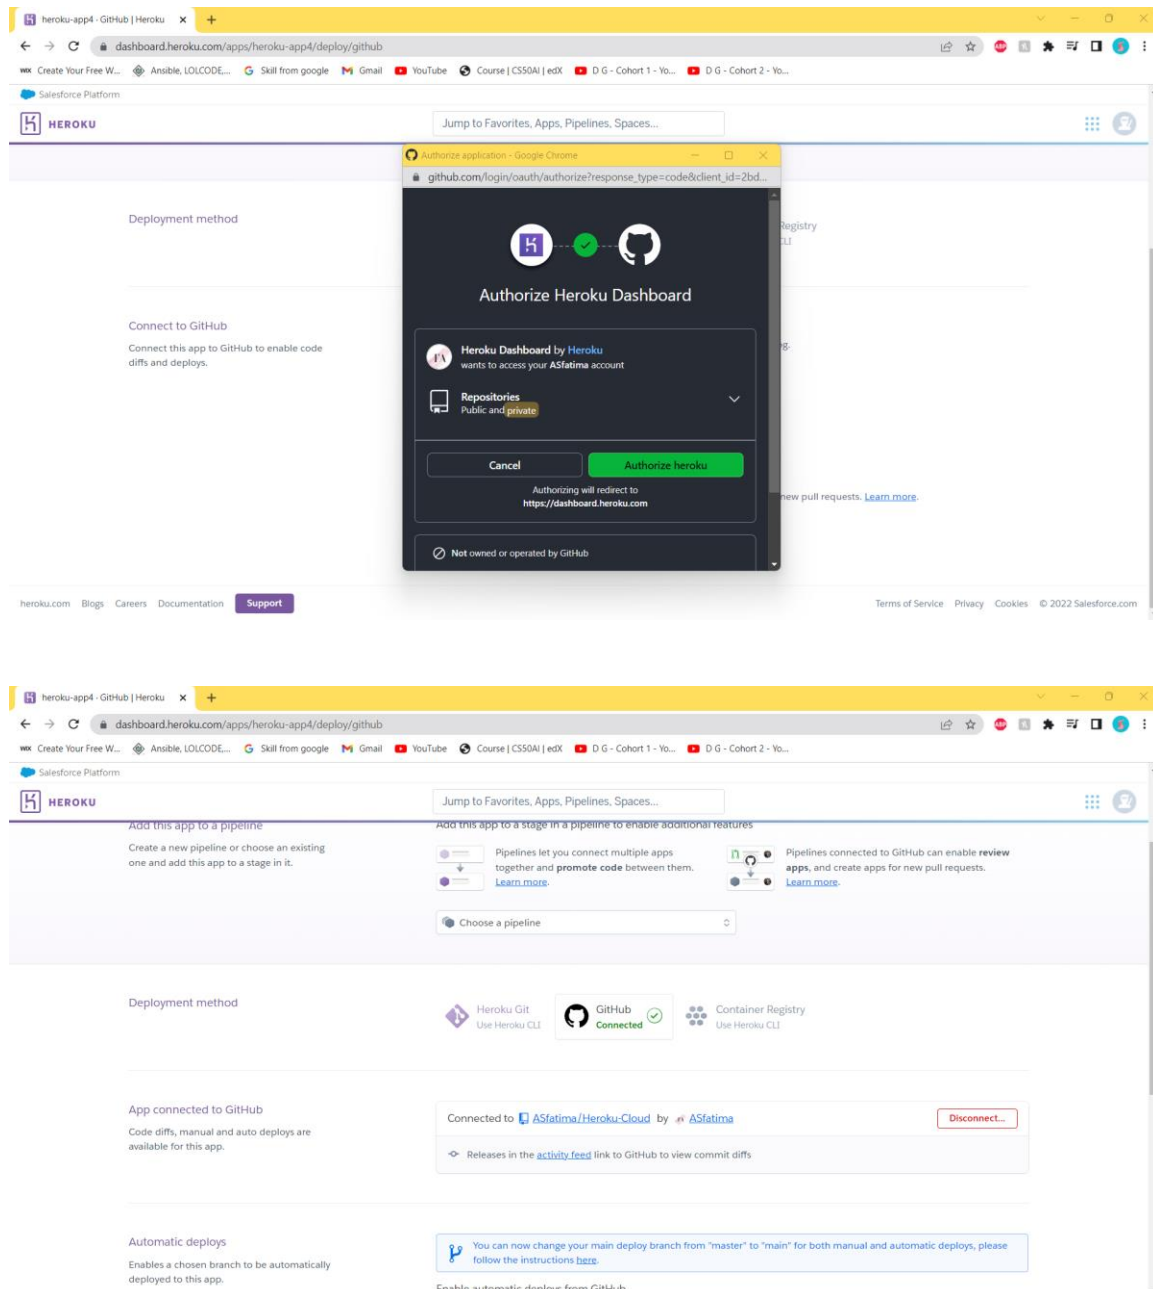 heroku-app4 · GitHub | Heroku
dashboard.heroku.com/apps/heroku-app4/deploy/github
WIX Create Your Free W... Ansible, LOLCODE,... Skill from google Gmail YouTube Course | CS50AI | edX D G - Cohort 1 - Yo... D G - Cohort 2 - Yo...
Salesforce Platform
HEROKU
Jump to Favorites, Apps, Pipelines, Spaces...
Authorize application - Google Chrome
github.com/login/oauth/authorize?response_type=code&client_id=2bd...
Deployment method
Registry
CLI
Authorize Heroku Dashboard
Connect to GitHub
Connect this app to GitHub to enable code
diffs and deploys.
Heroku Dashboard by Heroku
wants to access your ASfatima account
Repositories
Public and private
Cancel Authorize heroku
Authorizing will redirect to
https://dashboard.heroku.com
new pull requests. Learn more.
Not owned or operated by GitHub
heroku.com Blogs Careers Documentation Support
Terms of Service Privacy Cookies © 2022 Salesforce.com
heroku-app4 · GitHub | Heroku
dashboard.heroku.com/apps/heroku-app4/deploy/github
WIX Create Your Free W... Ansible, LOLCODE,... Skill from google Gmail YouTube Course | CS50AI | edX D G - Cohort 1 - Yo... D G - Cohort 2 - Yo...
Salesforce Platform
HEROKU
Jump to Favorites, Apps, Pipelines, Spaces...
Add this app to a pipeline
Create a new pipeline or choose an existing
one and add this app to a stage in it.
Add this app to a stage in a pipeline to enable additional features
Pipelines let you connect multiple apps
together and promote code between them.
Learn more.
Pipelines connected to GitHub can enable review
apps, and create apps for new pull requests.
Learn more.
Choose a pipeline
Deployment method
Heroku Git
Use Heroku CLI
GitHub
Connected
Container Registry
Use Heroku CLI
App connected to GitHub
Code diffs, manual and auto deploys are
available for this app.
Connected to ASfatima/Heroku-Cloud by ASfatima
Disconnect...
Releases in the activity feed link to GitHub to view commit diffs
Automatic deploys
Enables a chosen branch to be automatically
deployed to this app.
You can now change your main deploy branch from "master" to "main" for both manual and automatic deploys, please
follow the instructions here.
Enable automatic deploys from GitHub